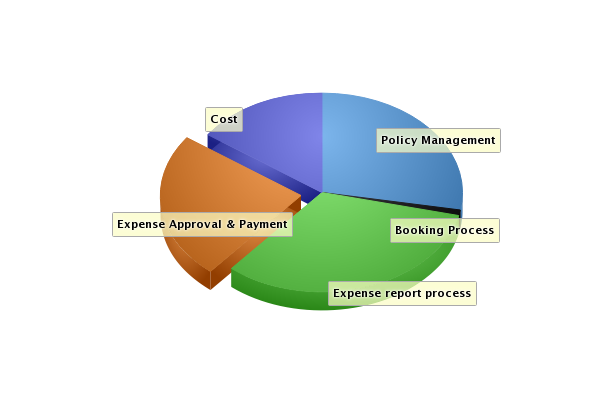 Cost
Policy Management
Expense Approval & Payment
Booking Process
Expense report process